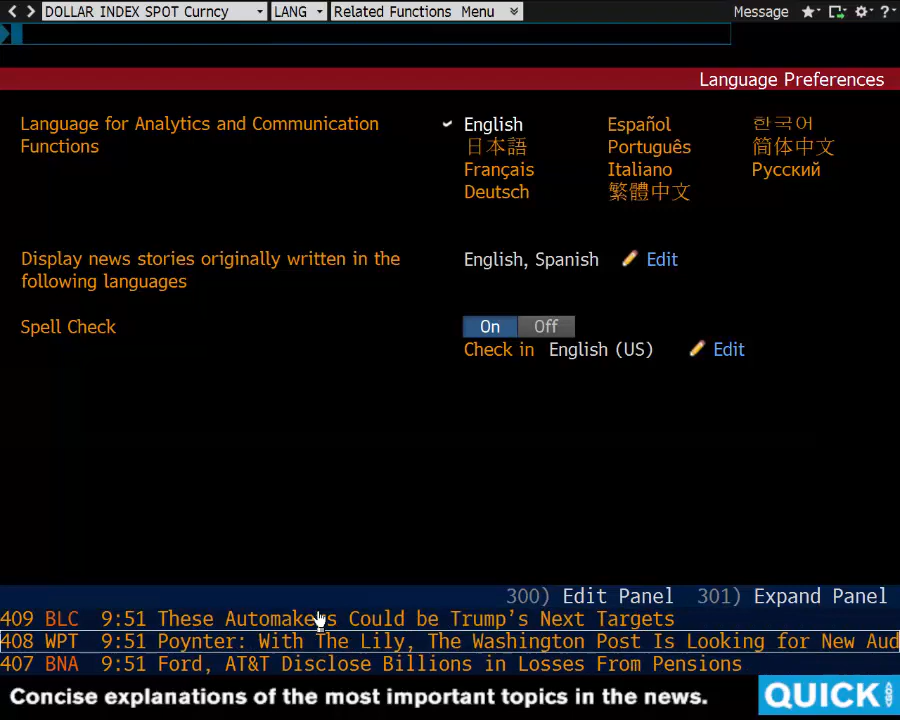 DOLLAR INDEX SPOT Curncy LANG Related Functions Menu Message
Language Preferences
Language for Analytics and Communication Functions
English Español 한국어
日本語 Português 简体中文
Français Italiano Русский
Deutsch 繁體中文
Display news stories originally written in the following languages
English, Spanish Edit
Spell Check
On Off
Check in English (US) Edit
300) Edit Panel 301) Expand Panel
409 BLC 9:51 These Automakers Could be Trump's Next Targets
408 WPT 9:51 Poynter: With The Lily, The Washington Post Is Looking for New Aud
407 BNA 9:51 Ford, AT&T Disclose Billions in Losses From Pensions
Concise explanations of the most important topics in the news. QUICK